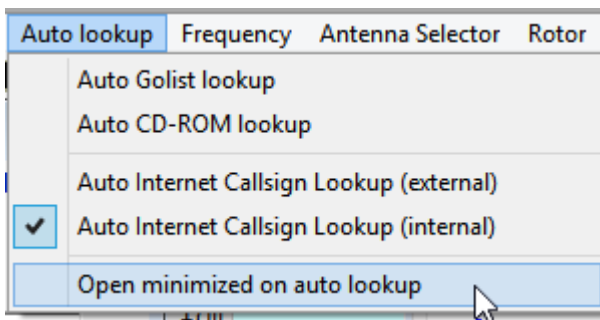 Auto lookup Frequency Antenna Selector Rotor
Auto Golist lookup
Auto CD-ROM lookup
Auto Internet Callsign Lookup (external)
Auto Internet Callsign Lookup (internal)
Open minimized on auto lookup